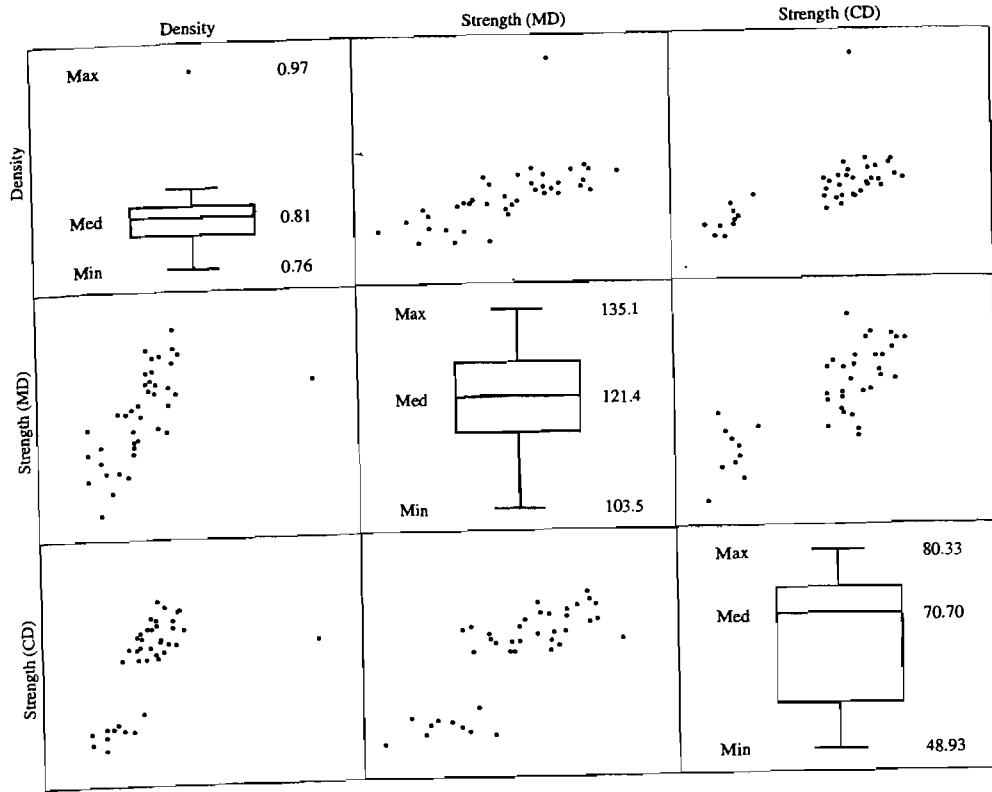 Density
Strength (MD)
Strength (CD)
Density
Max 0.97
Med 0.81
Min 0.76
Strength (MD)
Max 135.1
Med 121.4
Min 103.5
Strength (CD)
Max 80.33
Med 70.70
Min 48.93